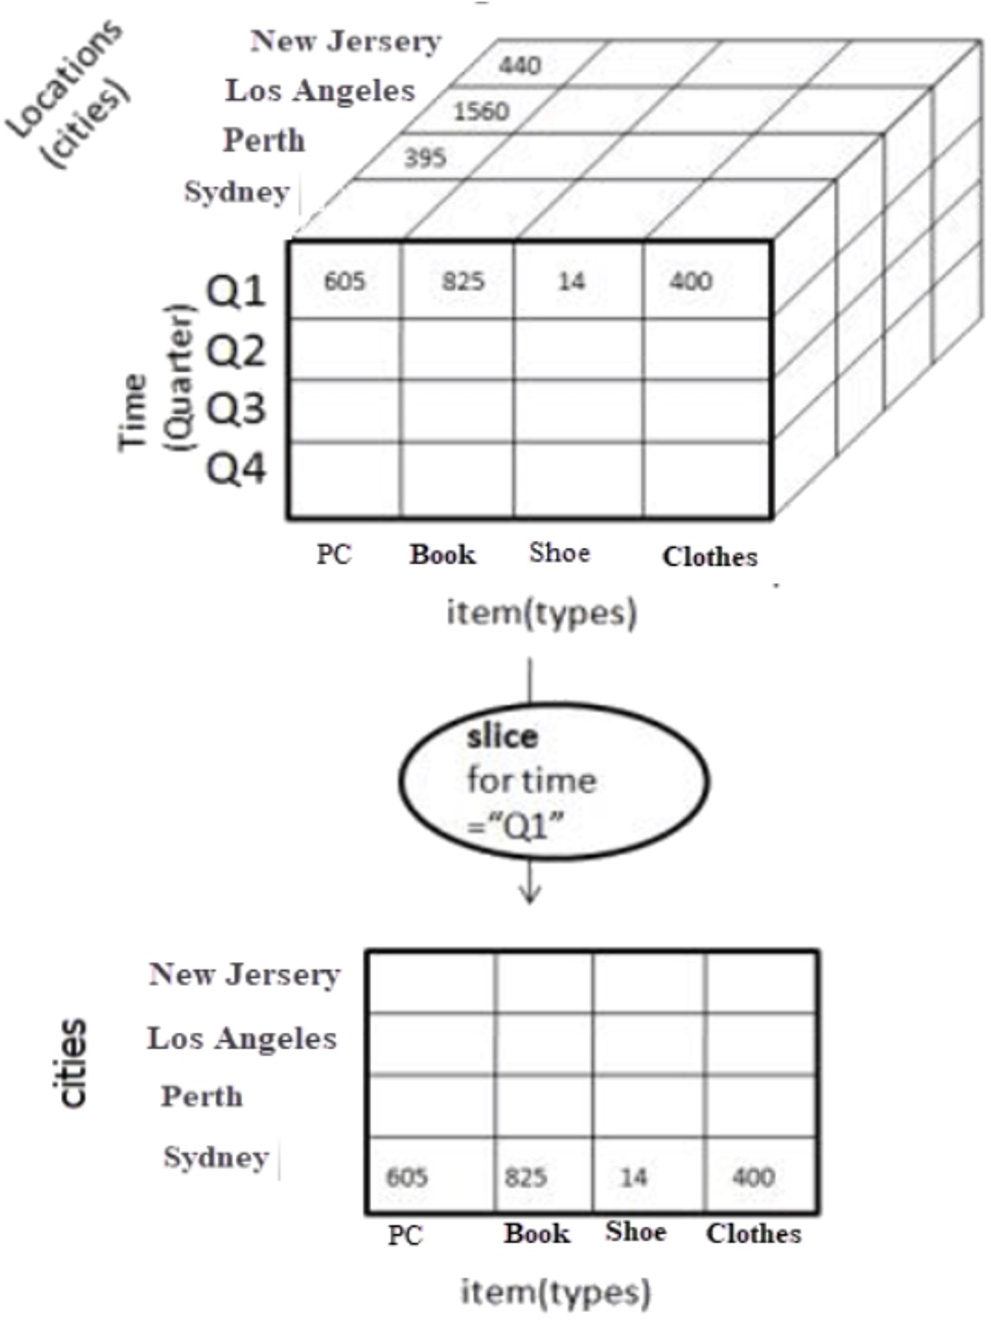 Locations
(cities)
New Jersery
Los Angeles
Perth
Sydney
440
1560
395
Time
(Quarter)
Q1 605 825 14 400
Q2
Q3
Q4
PC Book Shoe Clothes
item(types)
slice
for time
="Q1"
cities
New Jersery
Los Angeles
Perth
Sydney 605 825 14 400
PC Book Shoe Clothes
item(types)